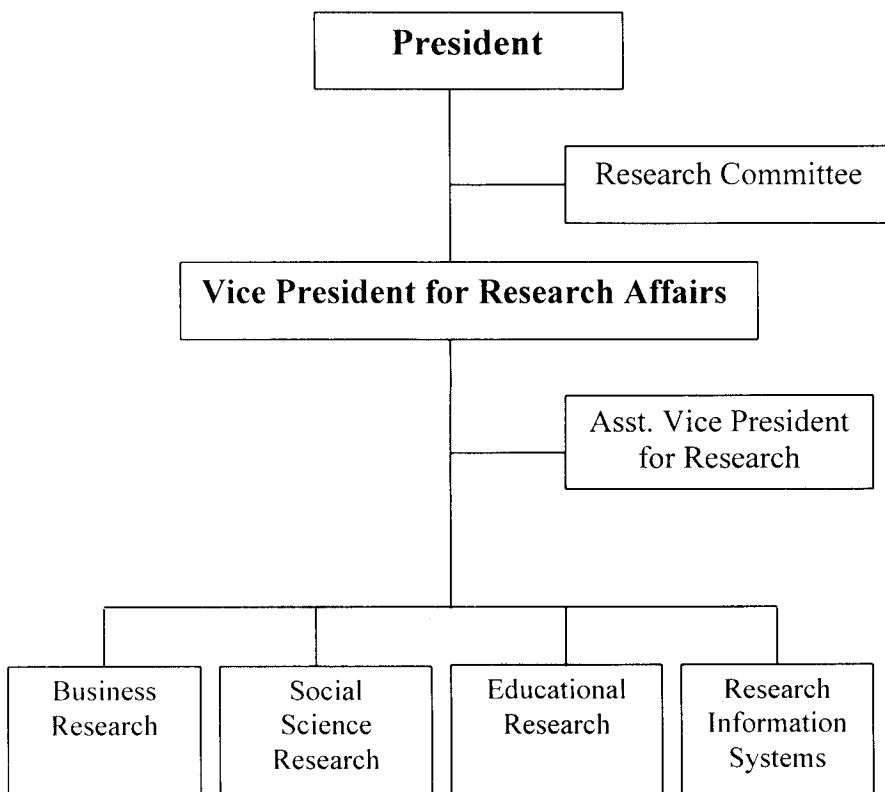 President
Research Committee
Vice President for Research Affairs
Asst. Vice President
for Research
Business
Research
Social
Science
Research
Educational
Research
Research
Information
Systems